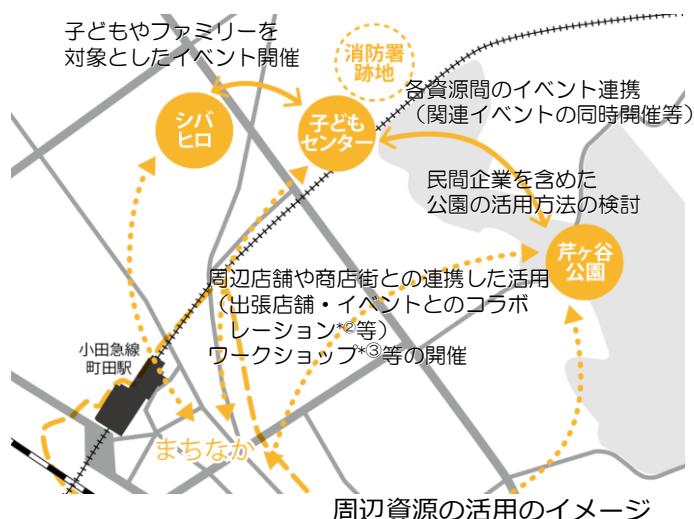 子どもやファミリーを
対象としたイベント開催
消防署
跡地
各資源間のイベント連携
（関連イベントの同時開催等）
シバ
ヒロ
子ども
センター
民間企業を含めた
公園の活用方法の検討
芹ヶ谷
公園
周辺店舗や商店街との連携した活用
（出張店舗・イベントとのコラボ
レーション*②等）
ワークショップ*③等の開催
小田急線
町田駅
まちなか
周辺資源の活用のイメージ